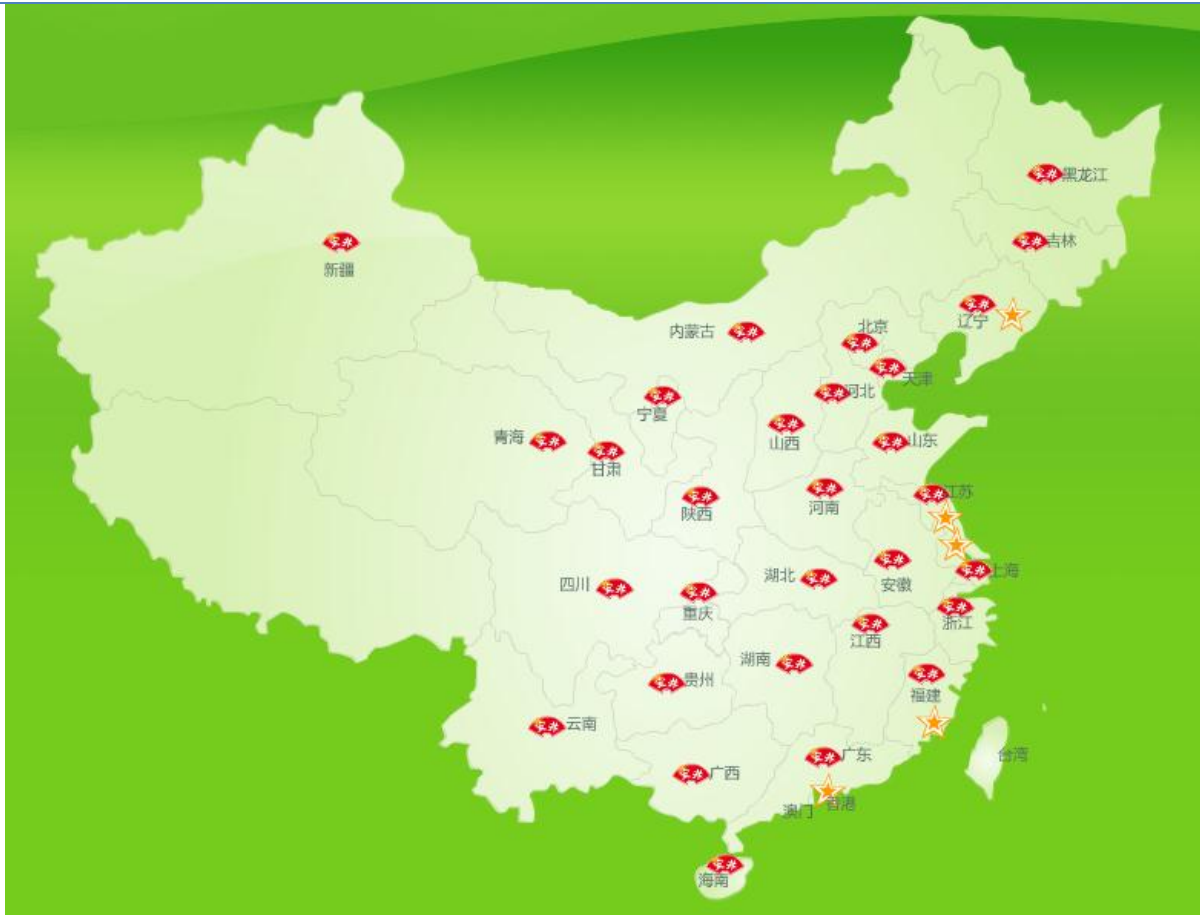 黑龙江
吉林
新疆
辽宁
北京
内蒙古
天津
河北
宁夏
青海
山西
山东
甘肃
江苏
陕西
河南
上海
湖北
四川
安徽
重庆
浙江
江西
湖南
贵州
福建
云南
广东
台湾
广西
香港
澳门
海南